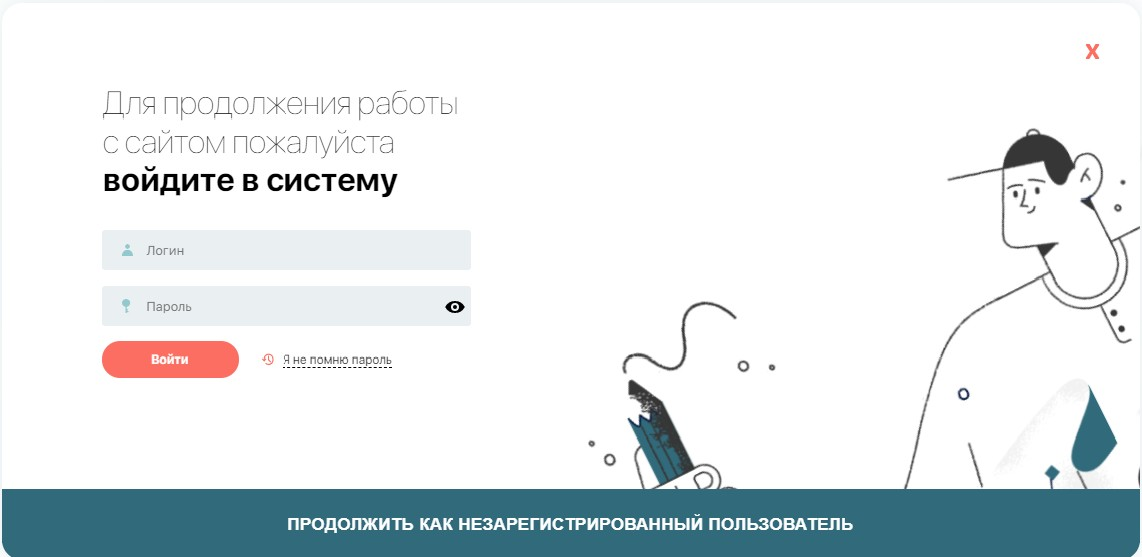 X
Для продолжения работы
с сайтом пожалуйста
войдите в систему
Логин
Пароль
Войти
Я не помню пароль
ПРОДОЛЖИТЬ КАК НЕЗАРЕГИСТРИРОВАННЫЙ ПОЛЬЗОВАТЕЛЬ